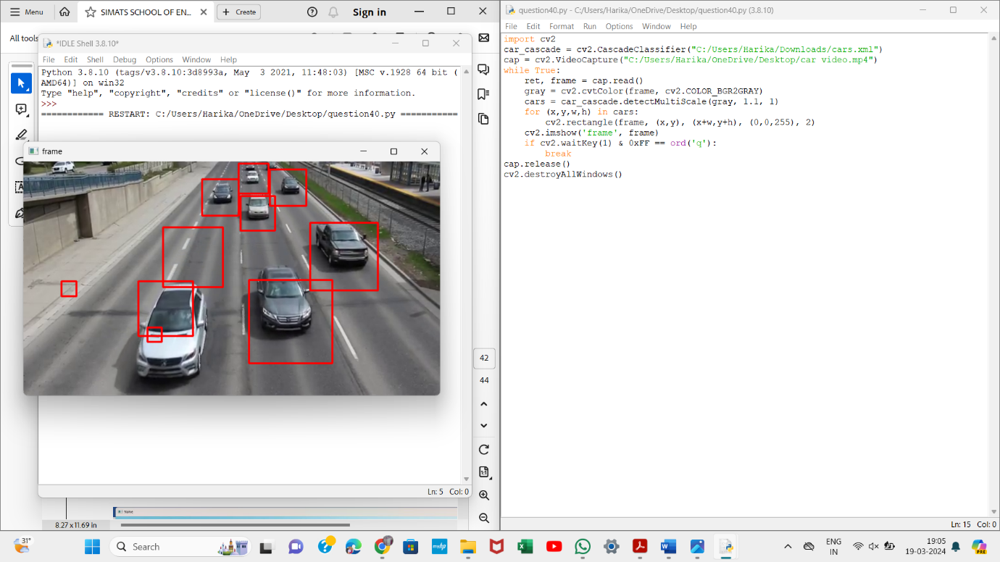 Menu
SIMATS SCHOOL OF EN...
Create
Sign in
All tools
*IDLE Shell 3.8.10*
File Edit Shell Debug Options Window Help
Python 3.8.10 (tags/v3.8.10:3d8993a, May  3 2021, 11:48:03) [MSC v.1928 64 bit (
AMD64)] on win32
Type "help", "copyright", "credits" or "license()" for more information.
>>>
============ RESTART: C:/Users/Harika/OneDrive/Desktop/question40.py ===========
frame
42
44
1:1
Ln: 5 Col: 0
8.27 x 11.69 in
question40.py - C:/Users/Harika/OneDrive/Desktop/question40.py (3.8.10)
File Edit Format Run Options Window Help
import cv2
car_cascade = cv2.CascadeClassifier("C:/Users/Harika/Downloads/cars.xml")
cap = cv2.VideoCapture("C:/Users/Harika/OneDrive/Desktop/car video.mp4")
while True:
    ret, frame = cap.read()
    gray = cv2.cvtColor(frame, cv2.COLOR_BGR2GRAY)
    cars = car_cascade.detectMultiScale(gray, 1.1, 1)
    for (x,y,w,h) in cars:
        cv2.rectangle(frame, (x,y), (x+w,y+h), (0,0,255), 2)
    cv2.imshow('frame', frame)
    if cv2.waitKey(1) & 0xFF == ord('q'):
        break
cap.release()
cv2.destroyAllWindows()
Ln: 15 Col: 0
31°
Search
ENG
IN
19:05
19-03-2024
PRE